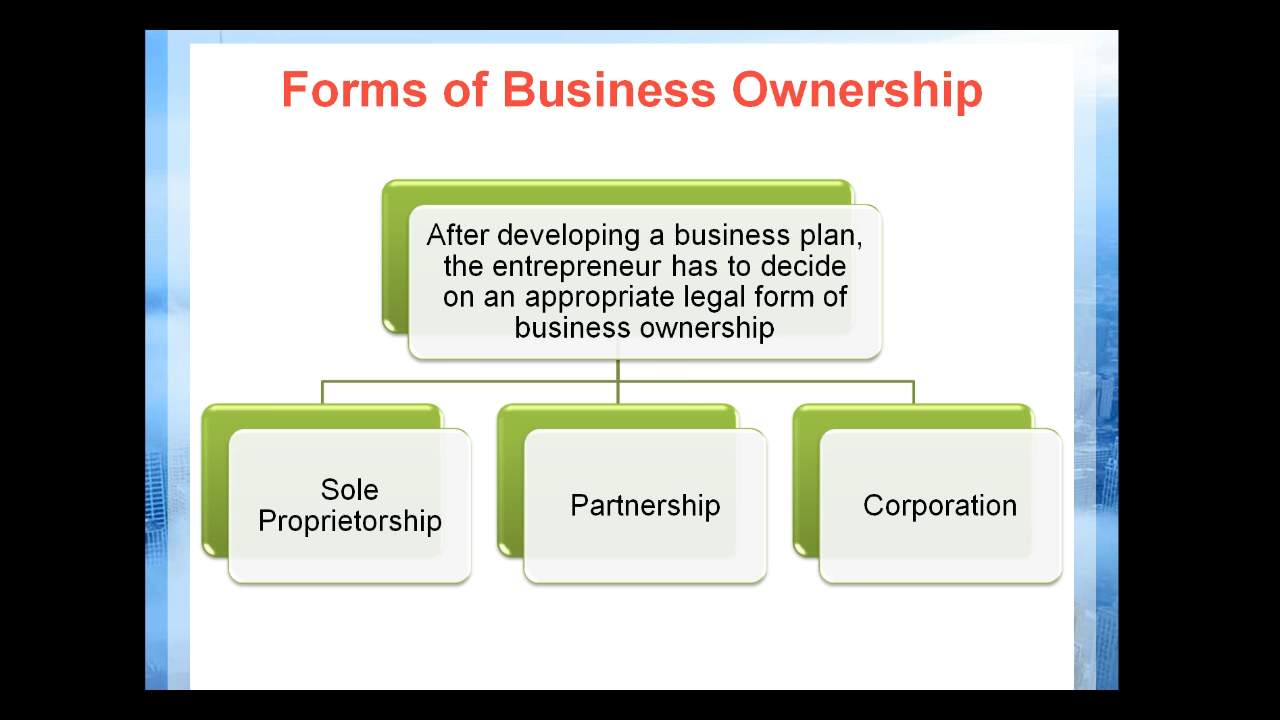 Forms of Business Ownership
After developing a business plan,
the entrepreneur has to decide
on an appropriate legal form of
business ownership
Sole
Proprietorship
Partnership
Corporation